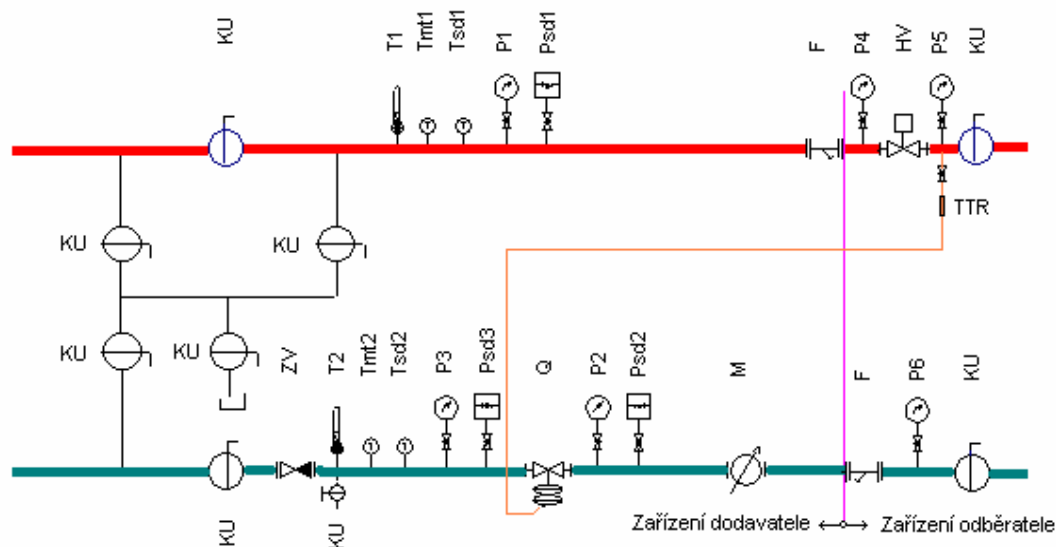 KU
T1
Tmt1
Tsd1
P1
Psd1
F
P4
HV
P5
KU
TTR
KU
KU
KU
KU
ZV
T2
Tmt2
Tsd2
P3
Psd3
Q
P2
Psd2
M
F
P6
KU
KU
KU
Zařízení dodavatele
Zařízení odběratele